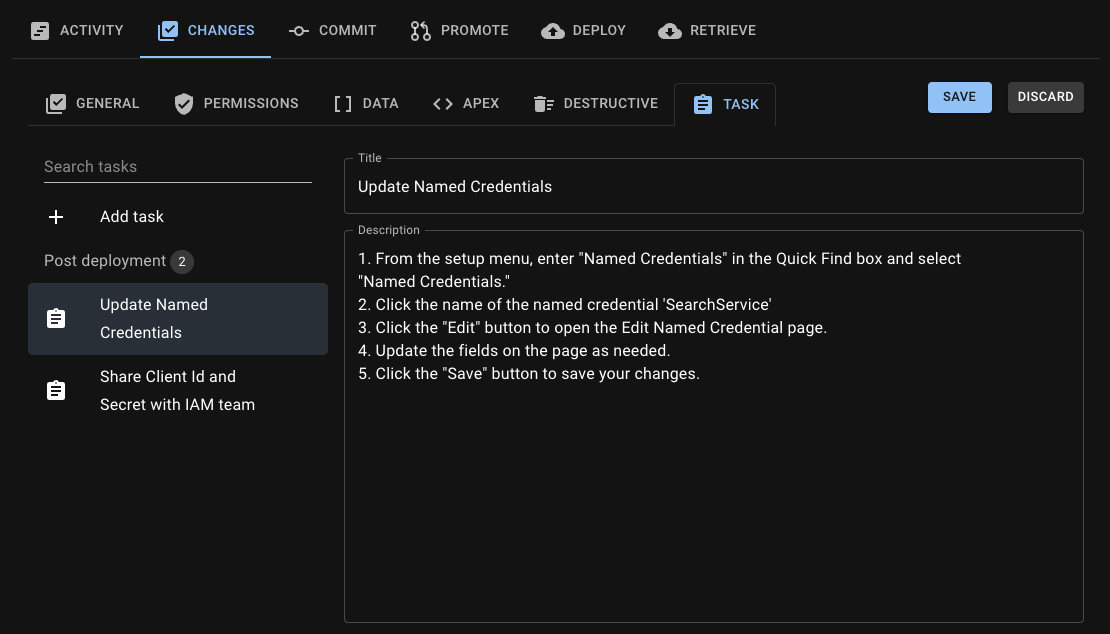 ACTIVITY CHANGES COMMIT PROMOTE DEPLOY RETRIEVE
GENERAL PERMISSIONS DATA APEX DESTRUCTIVE TASK SAVE DISCARD
Search tasks
Add task
Post deployment 2
Update Named
Credentials
Share Client Id and
Secret with IAM team
Title
Update Named Credentials
Description
1. From the setup menu, enter "Named Credentials" in the Quick Find box and select
"Named Credentials."
2. Click the name of the named credential 'SearchService'
3. Click the "Edit" button to open the Edit Named Credential page.
4. Update the fields on the page as needed.
5. Click the "Save" button to save your changes.